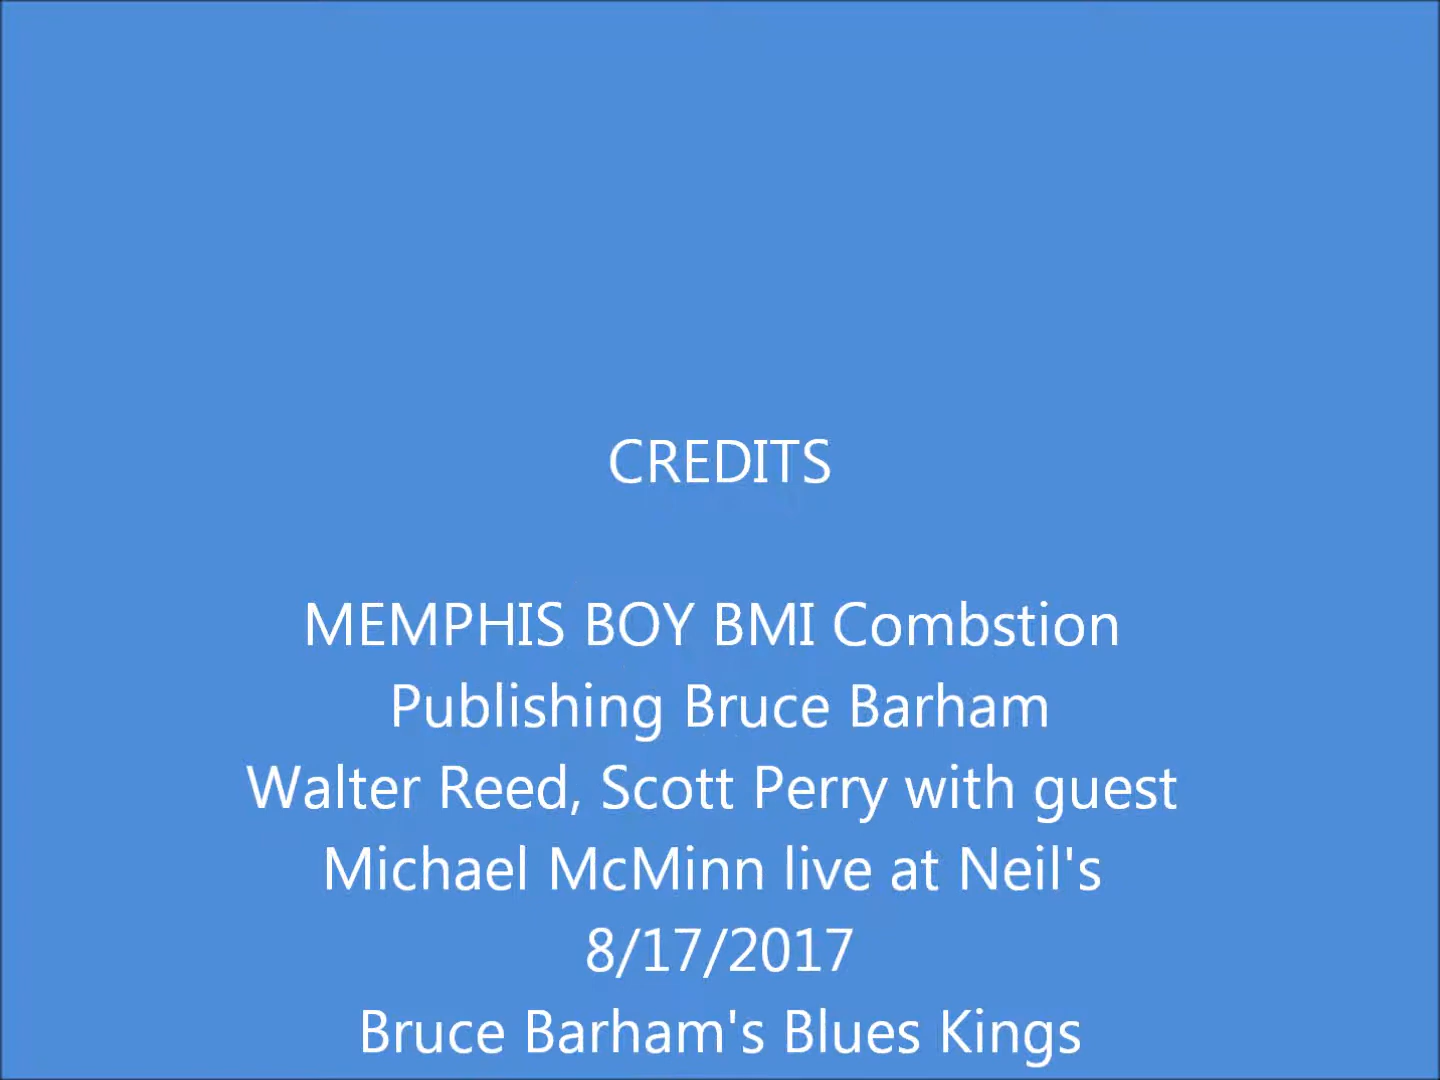 CREDITS
MEMPHIS BOY BMI Combstion
Publishing Bruce Barham
Walter Reed, Scott Perry with guest
Michael McMinn live at Neil's
8/17/2017
Bruce Barham's Blues Kings